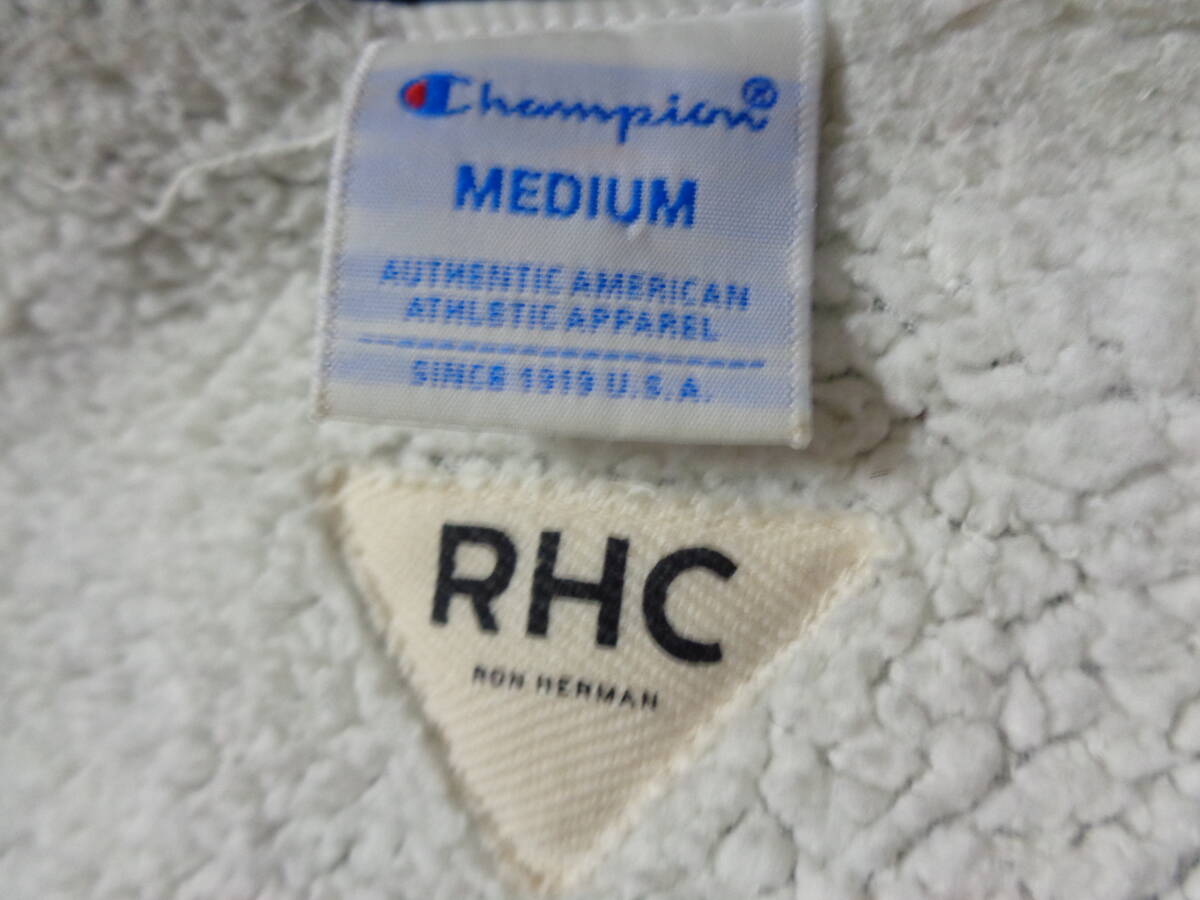 Champion®
MEDIUM
AUTHENTIC AMERICAN
ATHLETIC APPAREL
SINCE 1919 U.S.A.
RHC
RON HERMAN